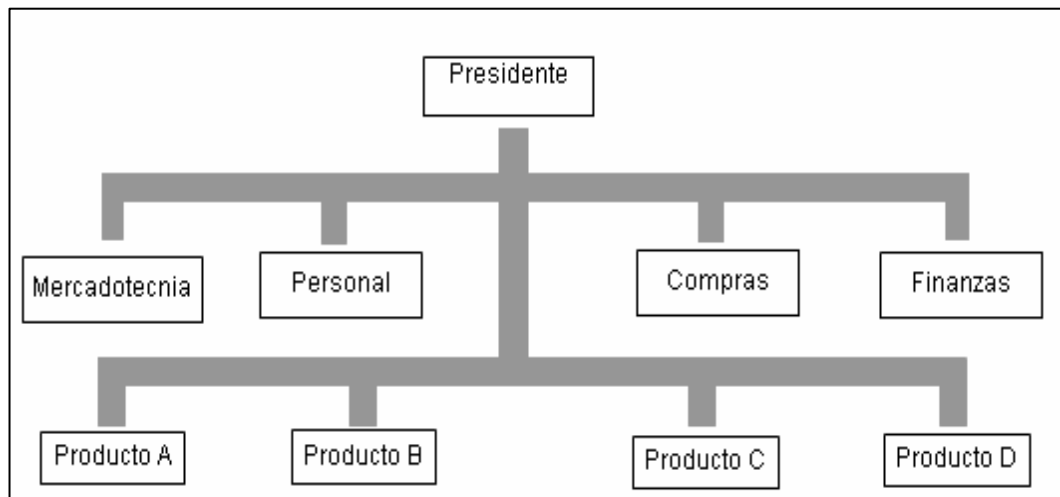 Presidente
Mercadotecnia
Personal
Compras
Finanzas
Producto A
Producto B
Producto C
Producto D